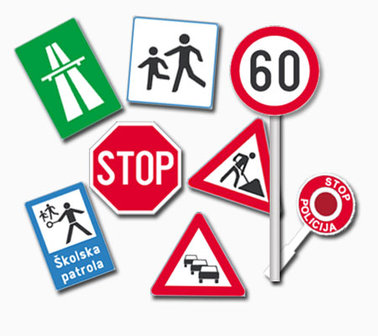 60
STOP
STOP
POLICIJA
Školska
patrola